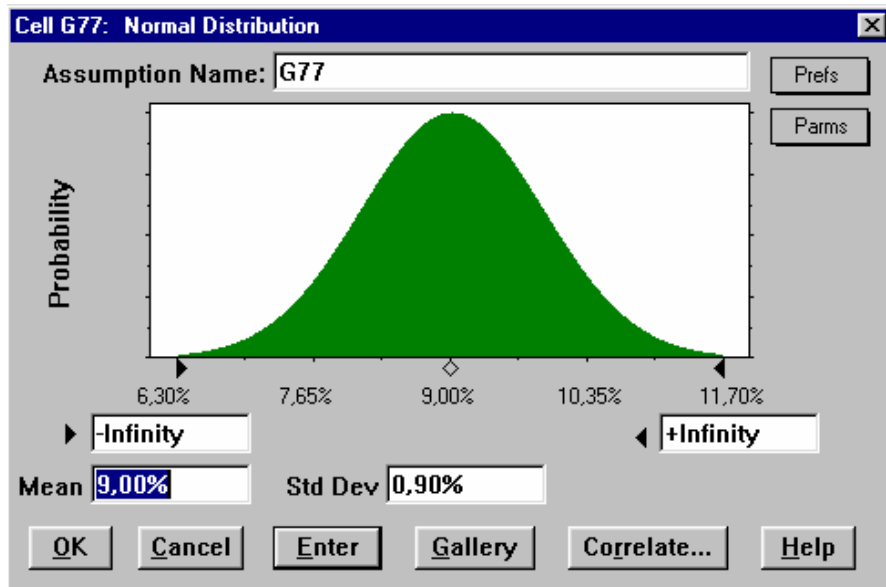 Cell G77: Normal Distribution
Assumption Name: G77
Prefs
Parms
Probability
6,30% 7,65% 9,00% 10,35% 11,70%
-Infinity +Infinity
Mean 9,00% Std Dev 0,90%
OK Cancel Enter Gallery Correlate... Help